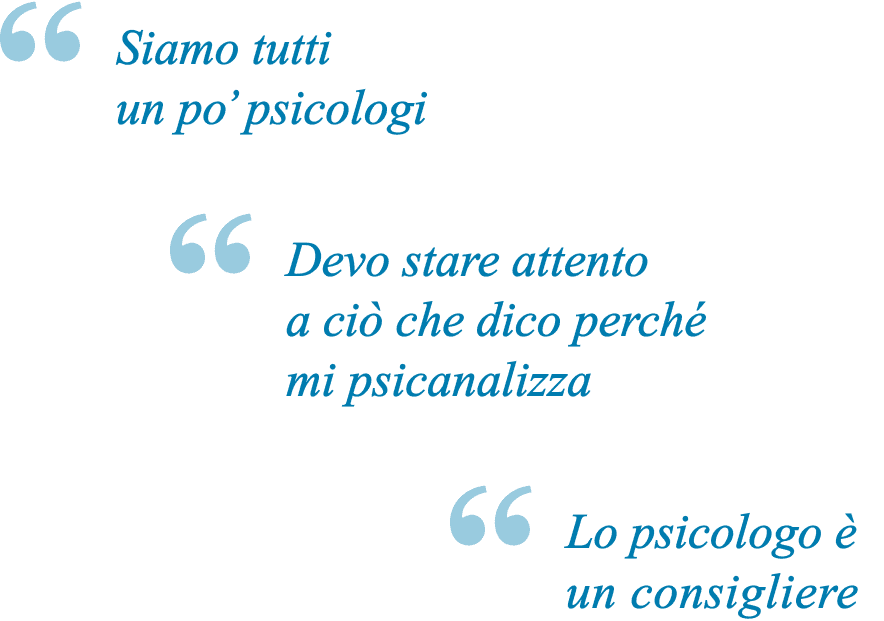 “ Siamo tutti
un po’ psicologi
“ Devo stare attento
a ciò che dico perché
mi psicanalizza
“ Lo psicologo è
un consigliere